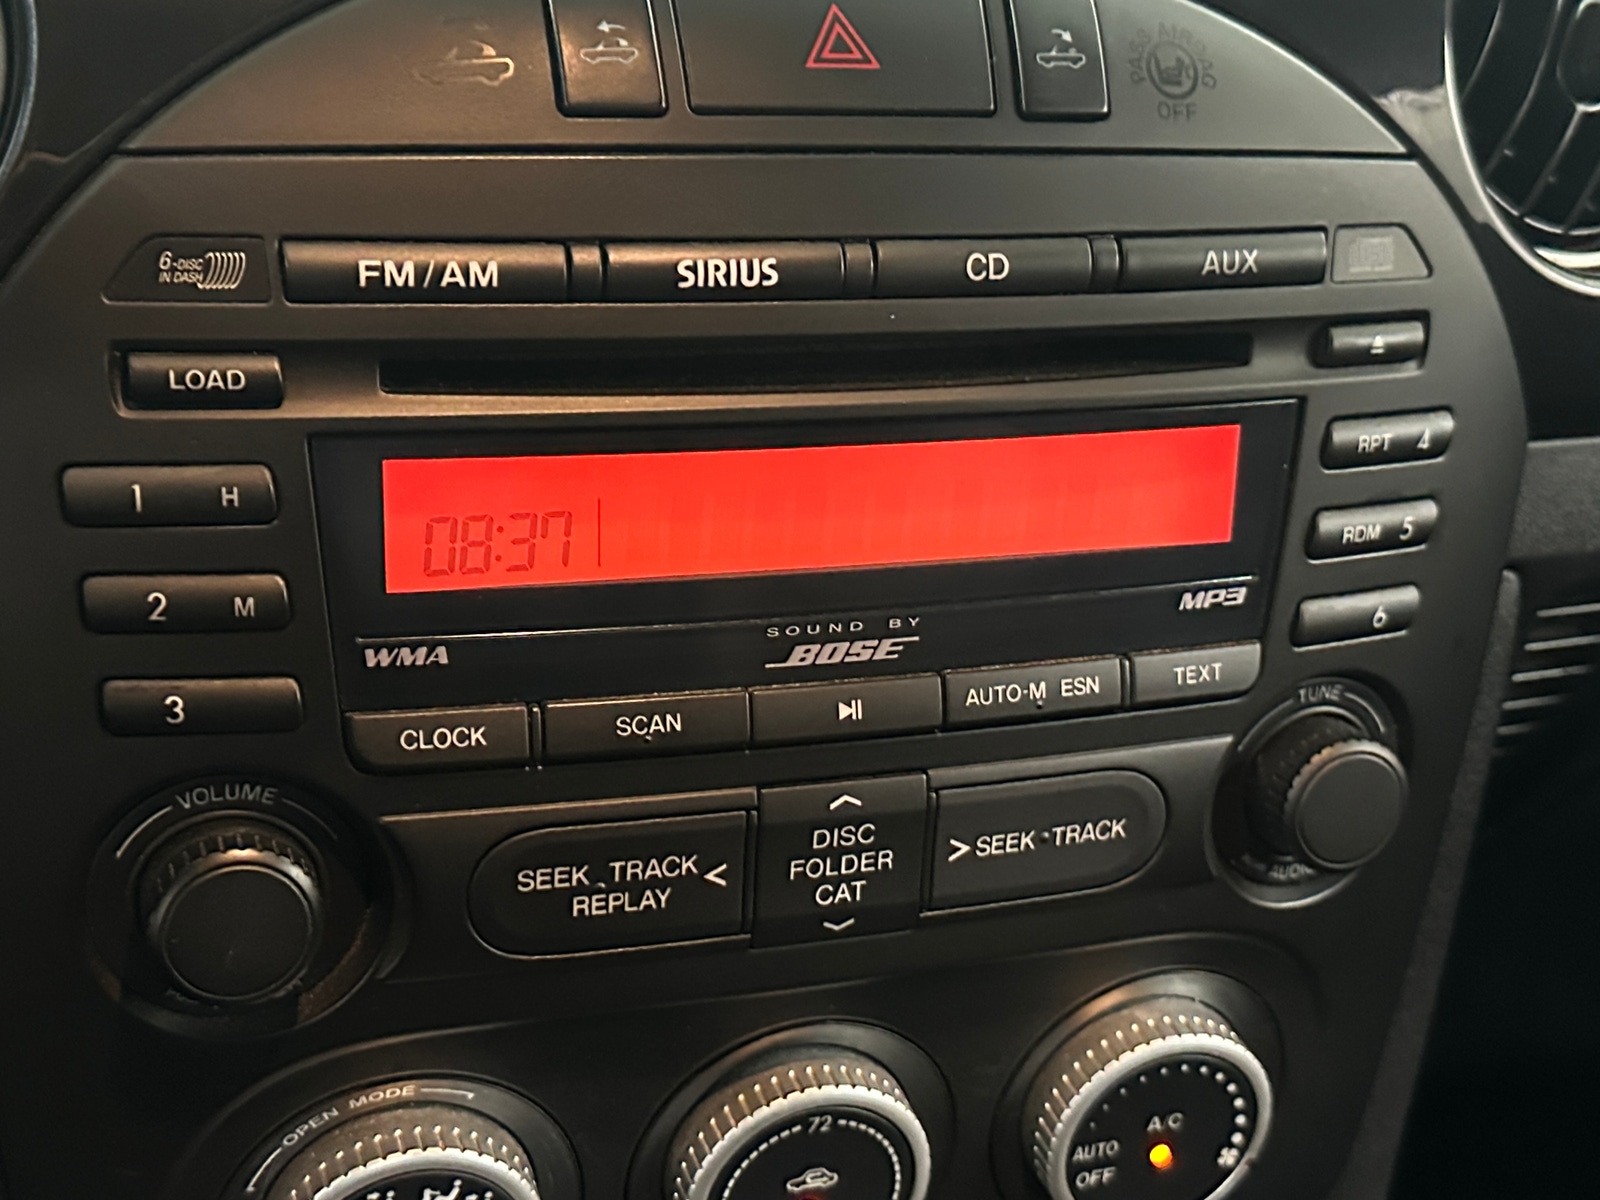 PASS AIRBAG
OFF
6-DISC
IN DASH
FM/AM
SIRIUS
CD
AUX
LOAD
1 H
RPT 4
08:37
2 M
RDM 5
WMA
SOUND BY
BOSE
MP3
6
3
CLOCK
SCAN
AUTO-M ESN
TEXT
VOLUME
TUNE
SEEK TRACK <
REPLAY
DISC
FOLDER
CAT
> SEEK TRACK
AUDIO
OPEN MODE
72
A/C
AUTO
OFF